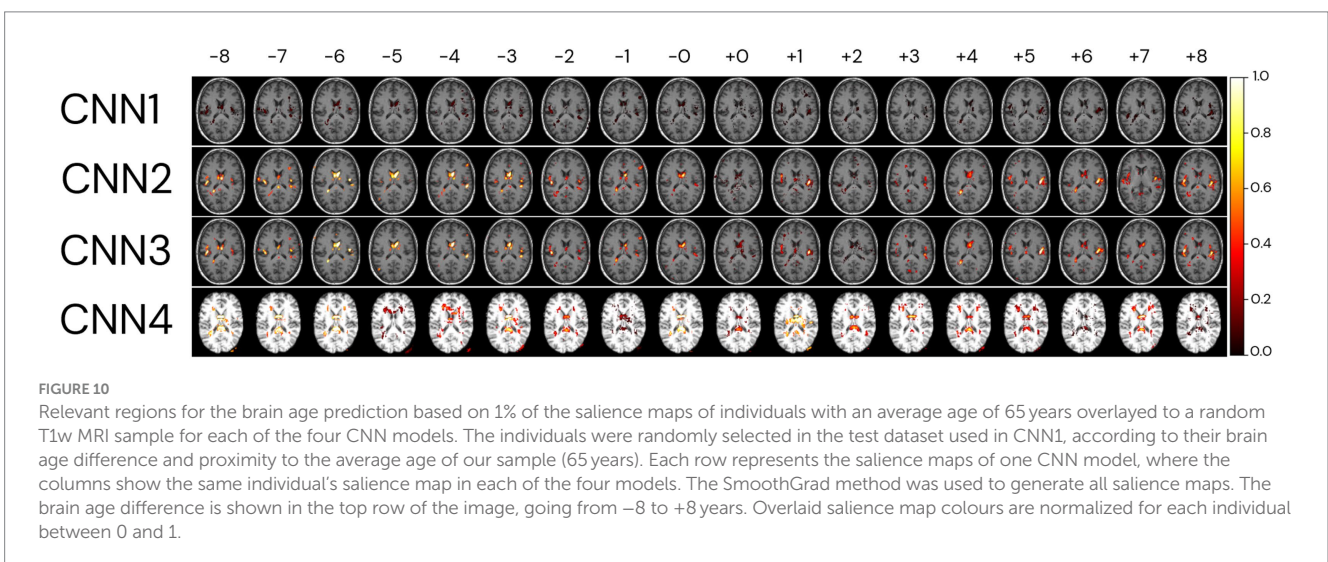 −8 −7 −6 −5 −4 −3 −2 −1 −0 +0 +1 +2 +3 +4 +5 +6 +7 +8
CNN1
CNN2
CNN3
CNN4
1.0
0.8
0.6
0.4
0.2
0.0
FIGURE 10
Relevant regions for the brain age prediction based on 1% of the salience maps of individuals with an average age of 65 years overlayed to a random
T1w MRI sample for each of the four CNN models. The individuals were randomly selected in the test dataset used in CNN1, according to their brain
age difference and proximity to the average age of our sample (65 years). Each row represents the salience maps of one CNN model, where the
columns show the same individual’s salience map in each of the four models. The SmoothGrad method was used to generate all salience maps. The
brain age difference is shown in the top row of the image, going from −8 to +8 years. Overlaid salience map colours are normalized for each individual
between 0 and 1.